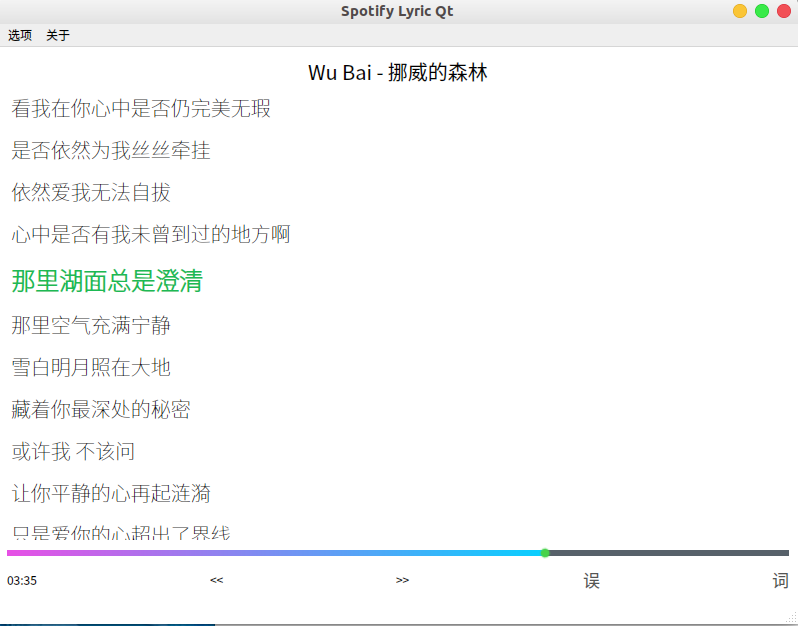 Spotify Lyric Qt
选项 关于
Wu Bai - 挪威的森林
看我在你心中是否仍完美无瑕
是否依然为我丝丝牵挂
依然爱我无法自拔
心中是否有我未曾到过的地方啊
那里湖面总是澄清
那里空气充满宁静
雪白明月照在大地
藏着你最深处的秘密
或许我 不该问
让你平静的心再起涟漪
只是爱你的心超出了界线
03:35 << >> 误 词